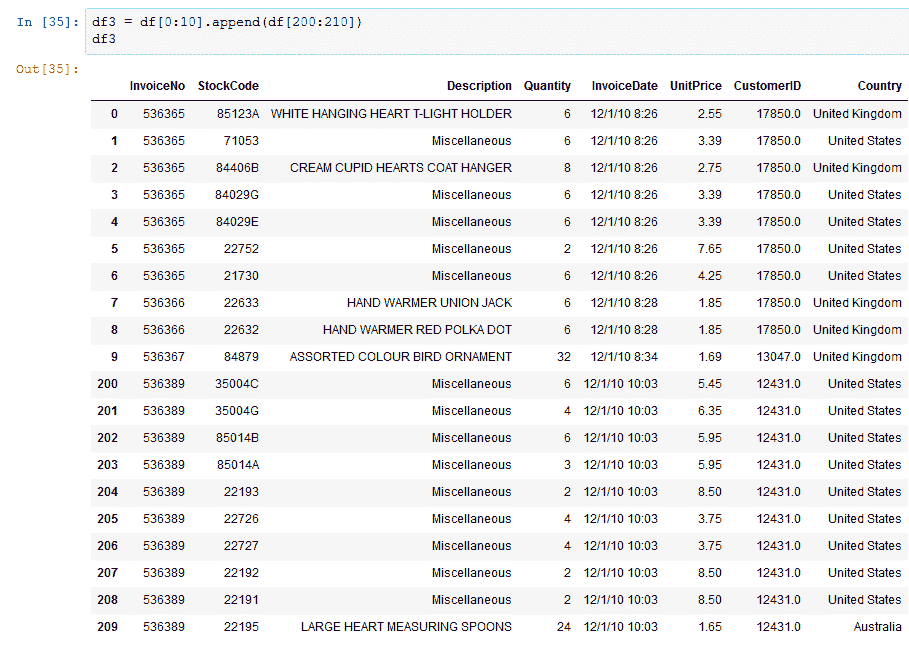 In [35]: df3 = df[0:10].append(df[200:210])
df3
Out[35]:
InvoiceNo StockCode Description Quantity InvoiceDate UnitPrice CustomerID Country
0 536365 85123A WHITE HANGING HEART T-LIGHT HOLDER 6 12/1/10 8:26 2.55 17850.0 United Kingdom
1 536365 71053 Miscellaneous 6 12/1/10 8:26 3.39 17850.0 United States
2 536365 84406B CREAM CUPID HEARTS COAT HANGER 8 12/1/10 8:26 2.75 17850.0 United Kingdom
3 536365 84029G Miscellaneous 6 12/1/10 8:26 3.39 17850.0 United States
4 536365 84029E Miscellaneous 6 12/1/10 8:26 3.39 17850.0 United States
5 536365 22752 Miscellaneous 2 12/1/10 8:26 7.65 17850.0 United States
6 536365 21730 Miscellaneous 6 12/1/10 8:26 4.25 17850.0 United States
7 536366 22633 HAND WARMER UNION JACK 6 12/1/10 8:28 1.85 17850.0 United Kingdom
8 536366 22632 HAND WARMER RED POLKA DOT 6 12/1/10 8:28 1.85 17850.0 United Kingdom
9 536367 84879 ASSORTED COLOUR BIRD ORNAMENT 32 12/1/10 8:34 1.69 13047.0 United Kingdom
200 536389 35004C Miscellaneous 6 12/1/10 10:03 5.45 12431.0 United States
201 536389 35004G Miscellaneous 4 12/1/10 10:03 6.35 12431.0 United States
202 536389 85014B Miscellaneous 6 12/1/10 10:03 5.95 12431.0 United States
203 536389 85014A Miscellaneous 3 12/1/10 10:03 5.95 12431.0 United States
204 536389 22193 Miscellaneous 2 12/1/10 10:03 8.50 12431.0 United States
205 536389 22726 Miscellaneous 4 12/1/10 10:03 3.75 12431.0 United States
206 536389 22727 Miscellaneous 4 12/1/10 10:03 3.75 12431.0 United States
207 536389 22192 Miscellaneous 2 12/1/10 10:03 8.50 12431.0 United States
208 536389 22191 Miscellaneous 2 12/1/10 10:03 8.50 12431.0 United States
209 536389 22195 LARGE HEART MEASURING SPOONS 24 12/1/10 10:03 1.65 12431.0 Australia